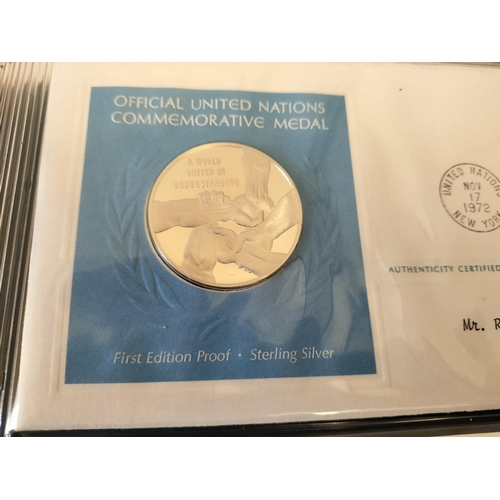 OFFICIAL UNITED NATIONS
COMMEMORATIVE MEDAL
A WORLD
UNITED IN
UNDERSTANDING
First Edition Proof • Sterling Silver
UNITED NATIONS
NOV
17
1972
NEW YORK
AUTHENTICITY CERTIFIED
Mr. R